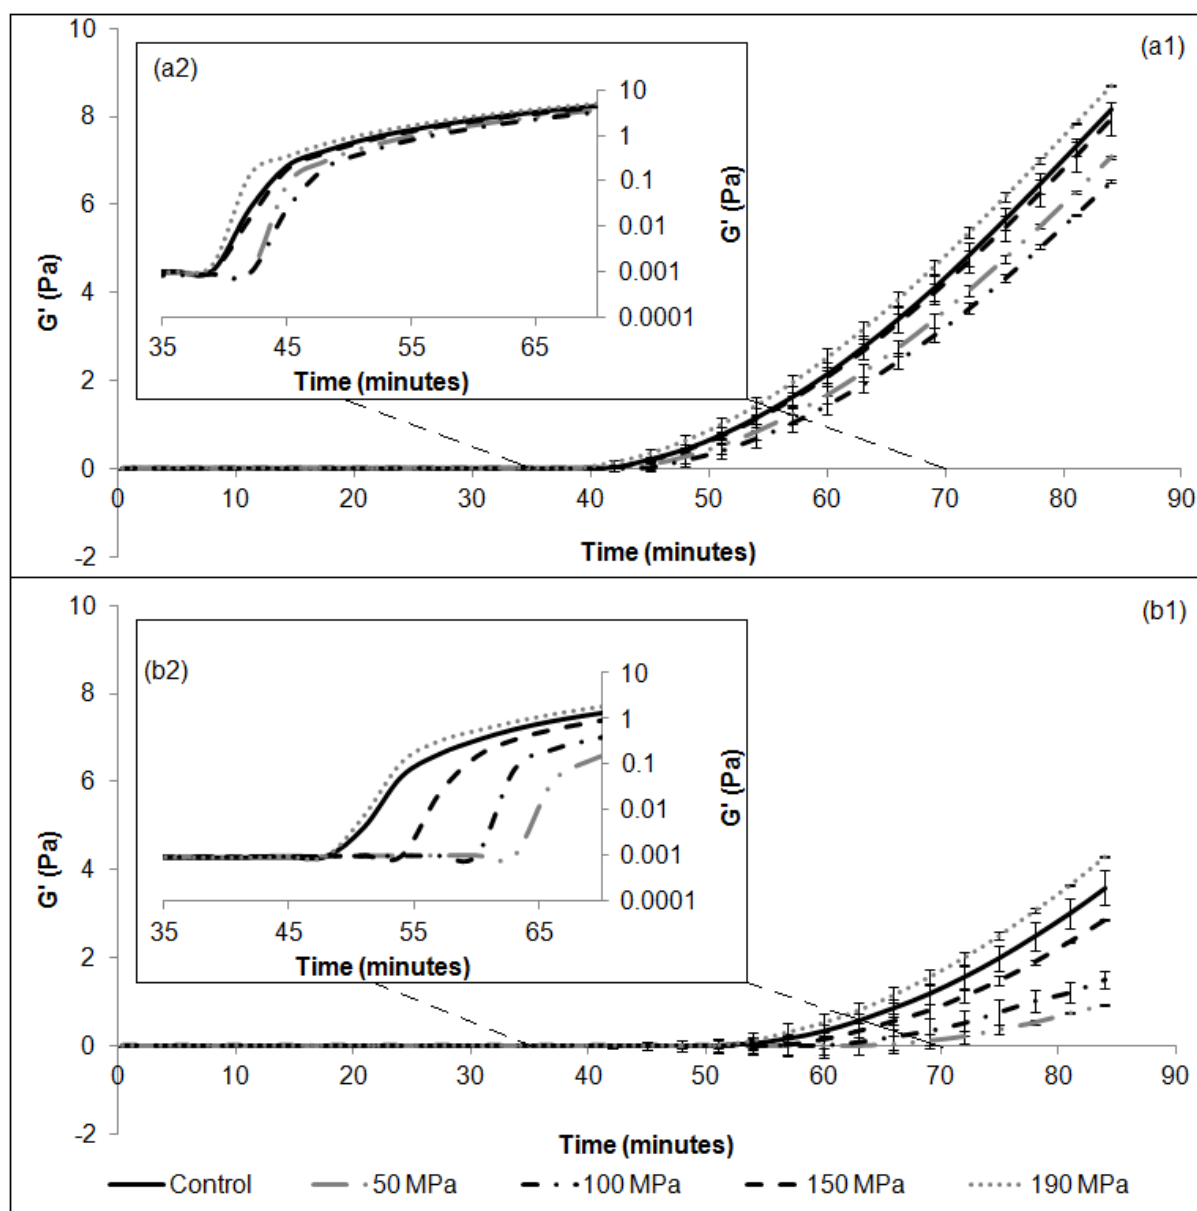 10
(a1)
(a2)
10
8
1
0.1
G' (Pa)
6
0.01
G' (Pa)
0.001
4
0.0001
35 45 55 65
Time (minutes)
2
0
0 10 20 30 40 50 60 70 80 90
-2
Time (minutes)
10
(b1)
(b2)
10
8
1
0.1
G' (Pa)
6
0.01
G' (Pa)
0.001
4
0.0001
35 45 55 65
Time (minutes)
2
0
0 10 20 30 40 50 60 70 80 90
-2
Time (minutes)
Control 50 MPa 100 MPa 150 MPa 190 MPa